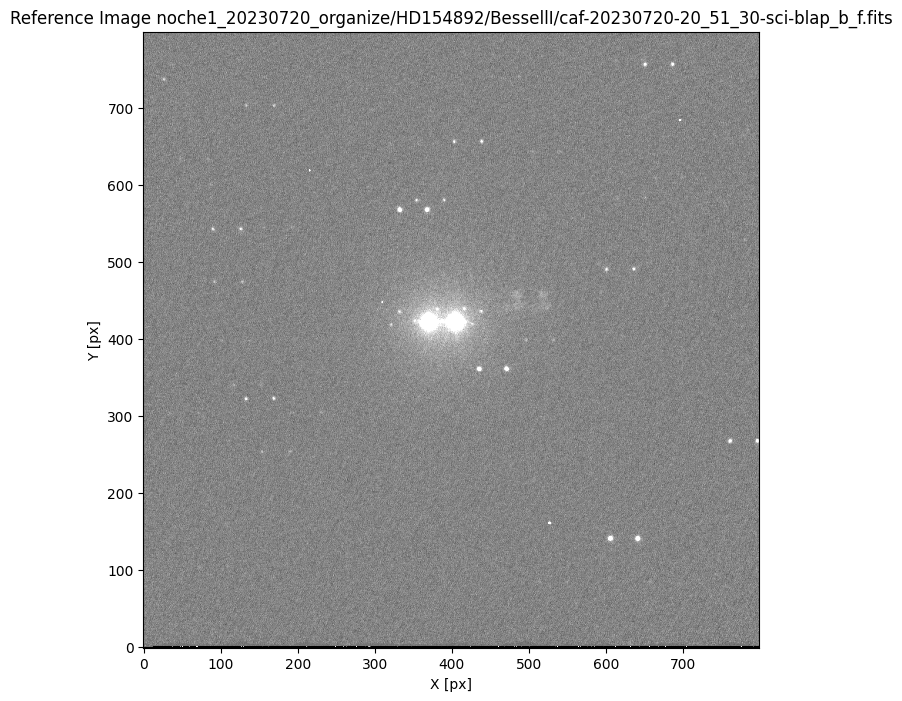 Reference Image noche1_20230720_organize/HD154892/BessellI/caf-20230720-20_51_30-sci-blap_b_f.fits
700
600
500
400
300
200
100
0
Y [px]
0 100 200 300 400 500 600 700
X [px]